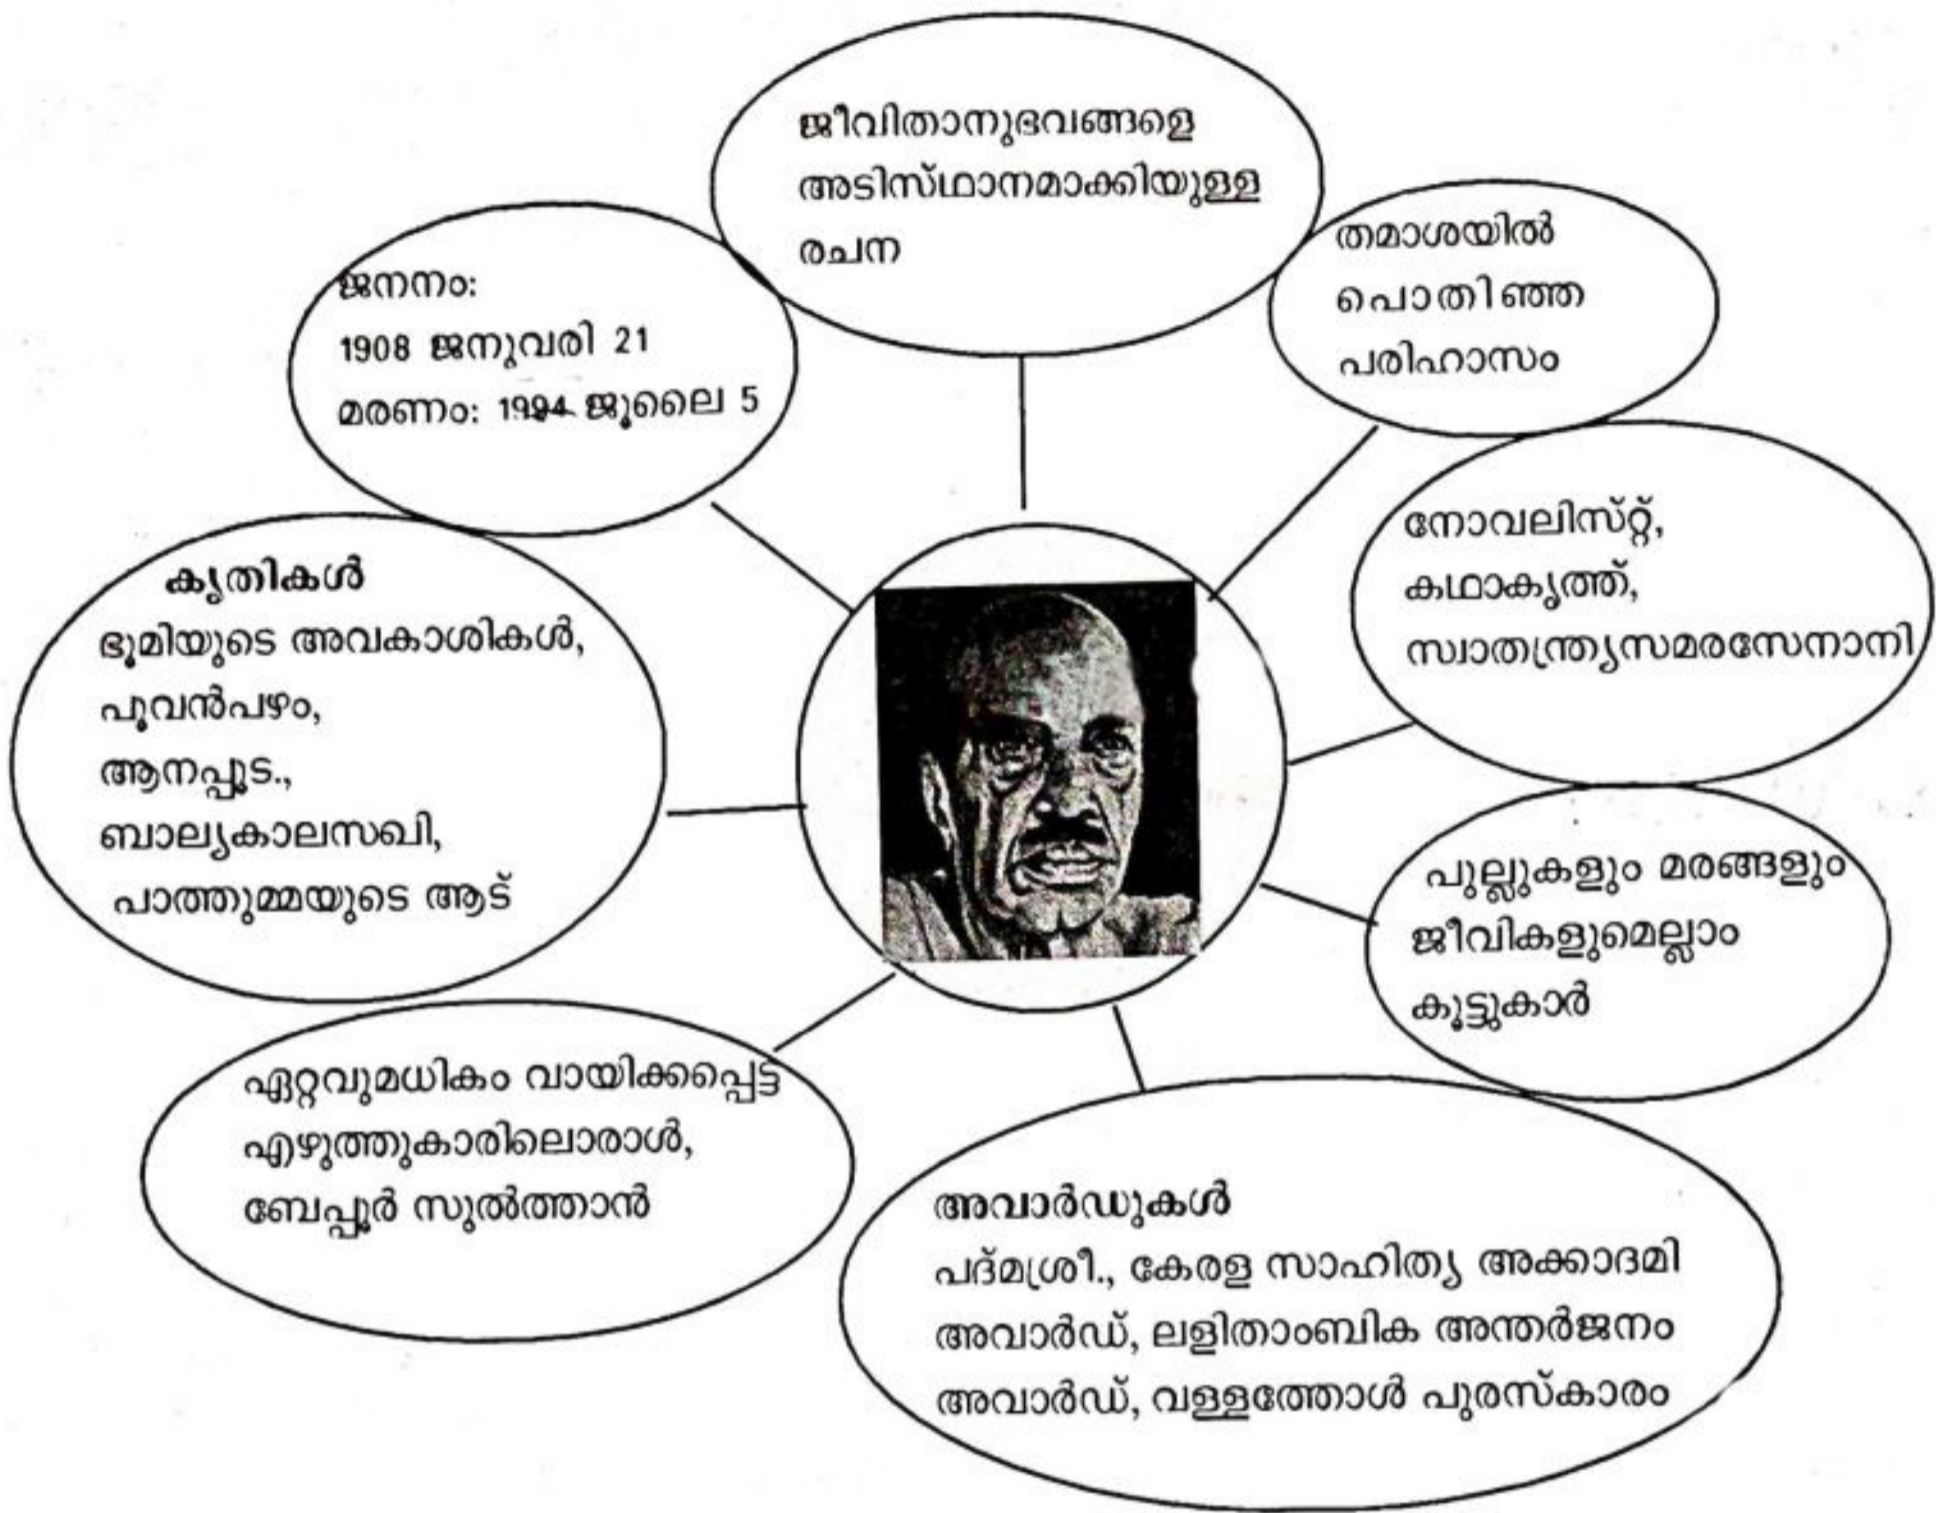 ജീവിതാനുഭവങ്ങളെ
അടിസ്ഥാനമാക്കിയുള്ള
രചന
തമാശയിൽ
പൊതിഞ്ഞ
പരിഹാസം
ജനനം:
1908 ജനുവരി 21
മരണം: 1994 ജൂലൈ 5
നോവലിസ്റ്റ്,
കഥാകൃത്ത്,
സ്വാതന്ത്ര്യസമരസേനാനി
കൃതികൾ
ഭൂമിയുടെ അവകാശികൾ,
പൂവൻപഴം,
ആനപ്പൂട.,
ബാല്യകാലസഖി,
പാത്തുമ്മയുടെ ആട്
പുല്ലുകളും മരങ്ങളും
ജീവികളുമെല്ലാം
കൂട്ടുകാർ
ഏറ്റവുമധികം വായിക്കപ്പെട്ട
എഴുത്തുകാരിലൊരാൾ,
ബേപ്പൂർ സുൽത്താൻ
അവാർഡുകൾ
പദ്മശ്രീ., കേരള സാഹിത്യ അക്കാദമി
അവാർഡ്, ലളിതാംബിക അന്തർജനം
അവാർഡ്, വള്ളത്തോൾ പുരസ്കാരം